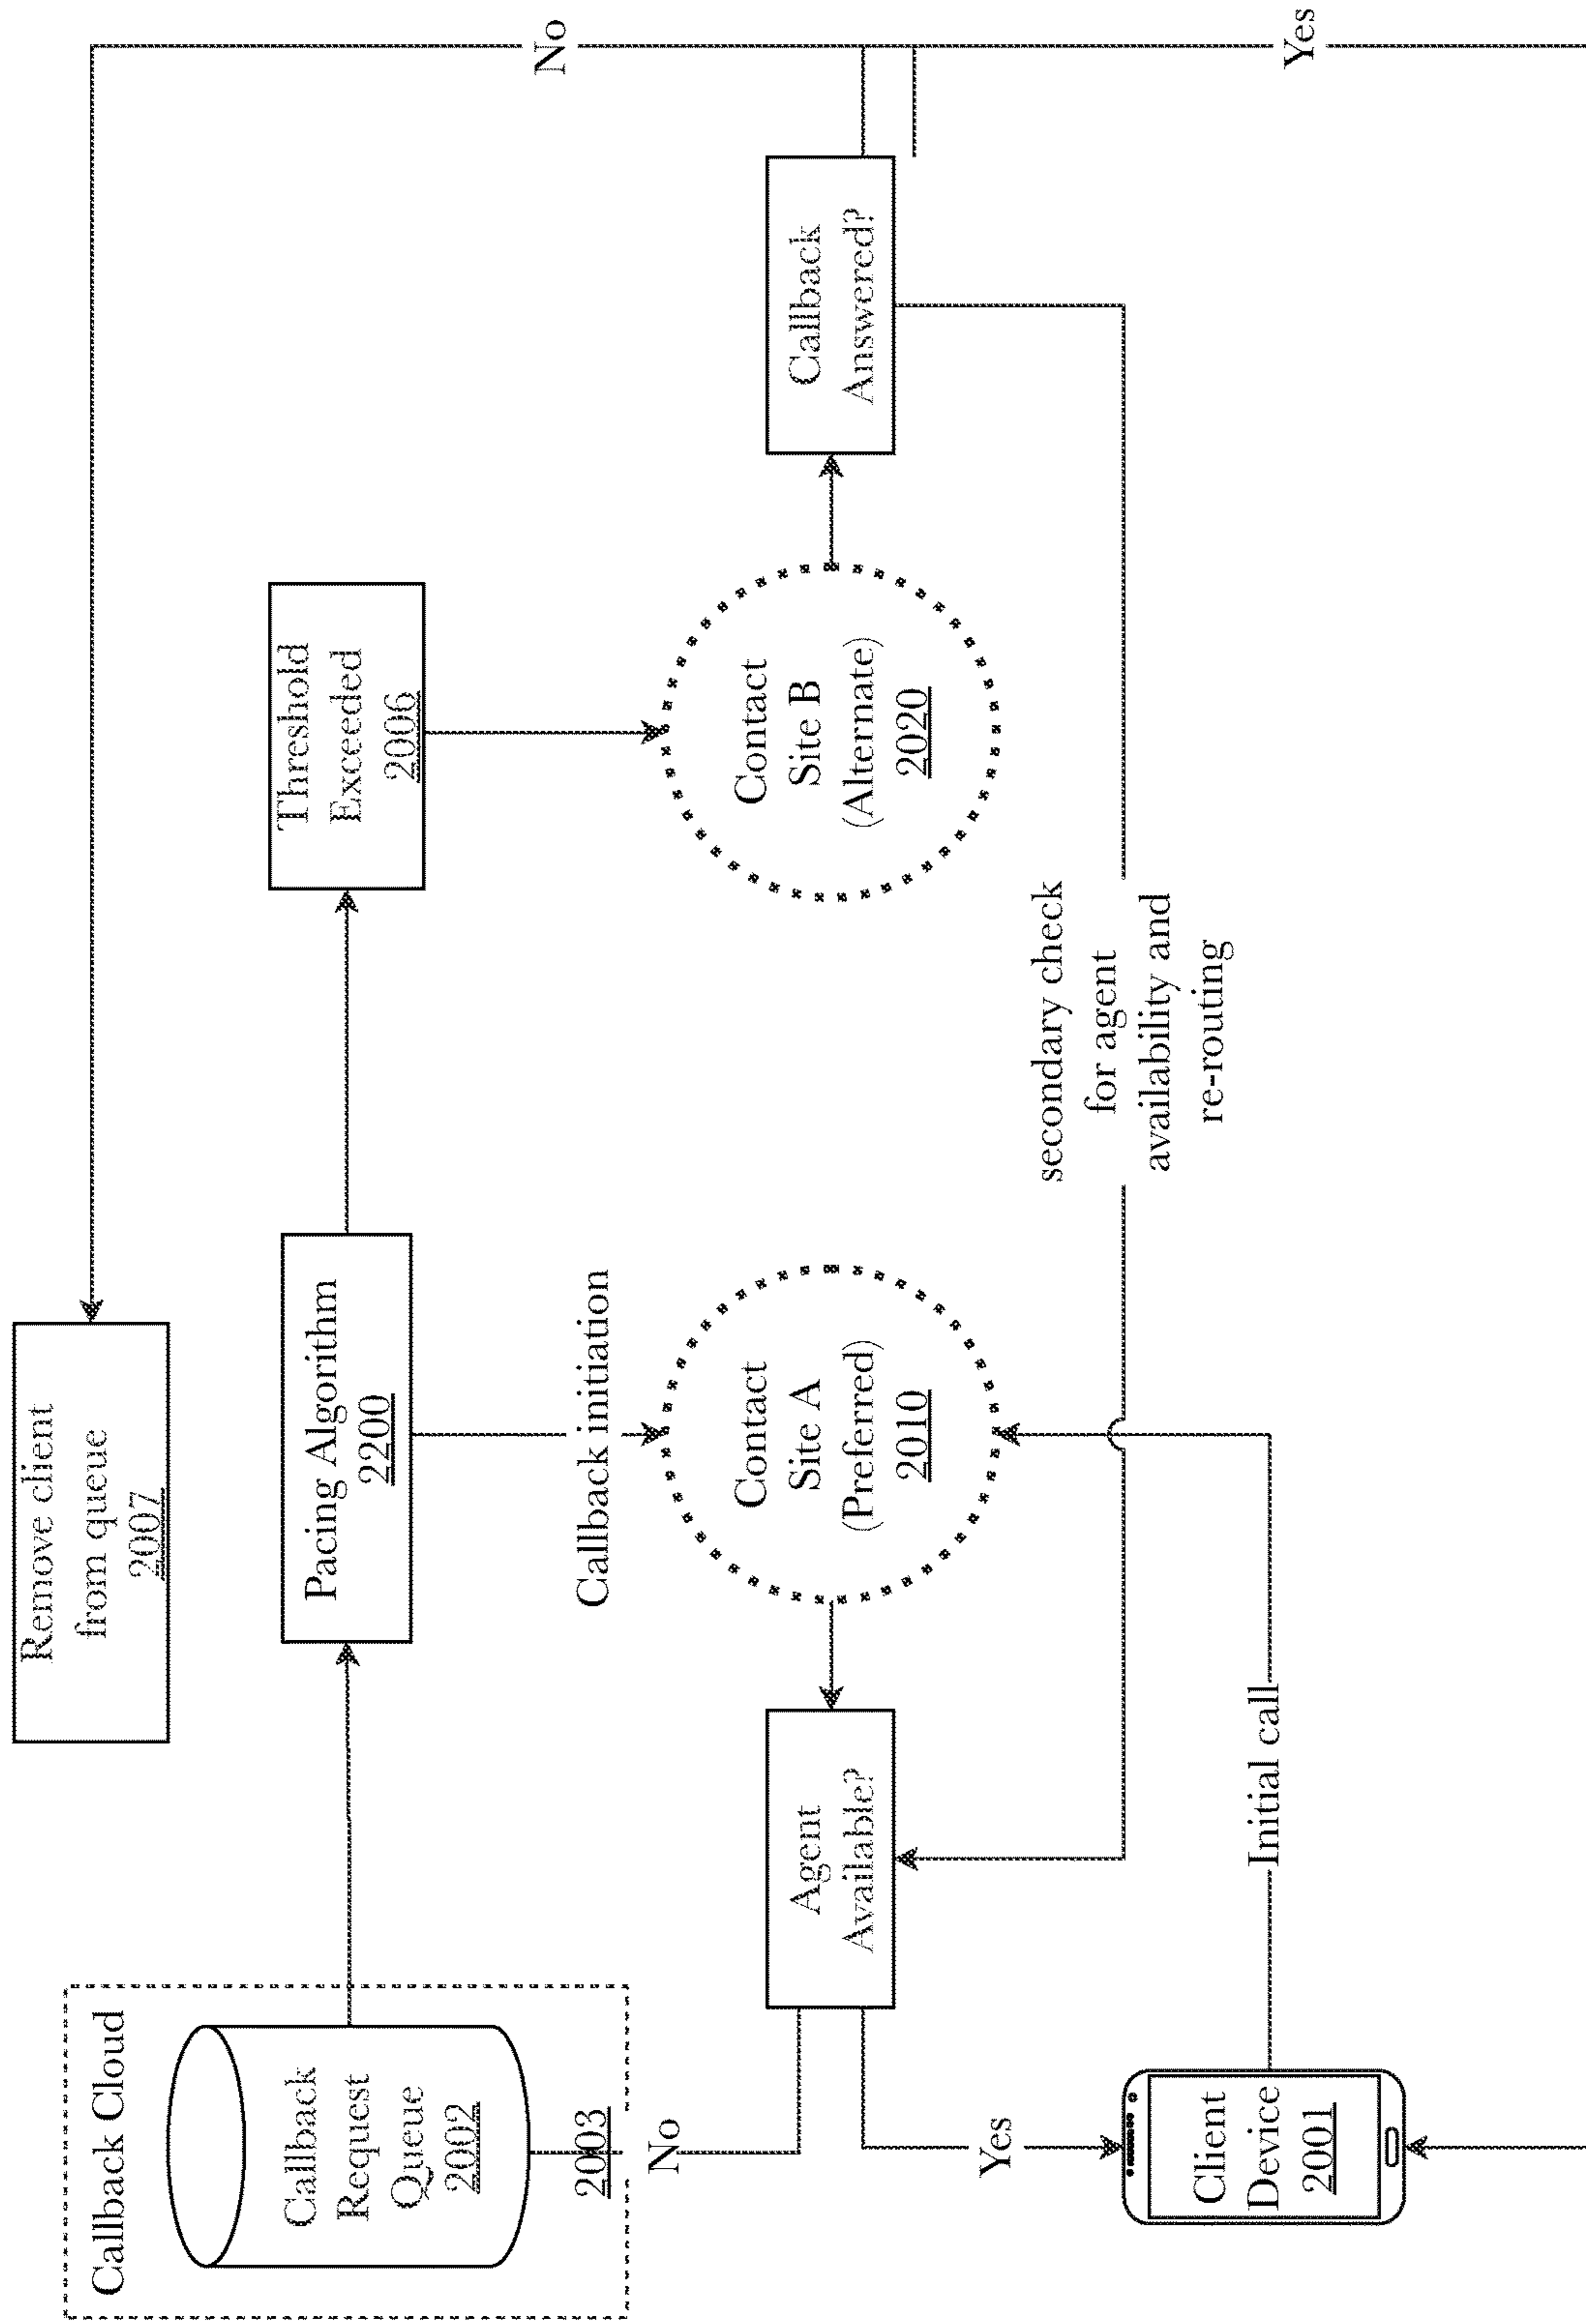 Callback Cloud
Callback
Request
Queue
2002
2003
Remove client
from queue
2007
Pacing Algorithm
2200
Threshold
Exceeded
2006
No
Callback initiation
No
Agent
Available?
Contact
Site A
(Preferred)
2010
Contact
Site B
(Alternate)
2020
Callback
Answered?
Yes
secondary check
for agent
availability and
re-routing
Client
Device
2001
Initial call
Yes